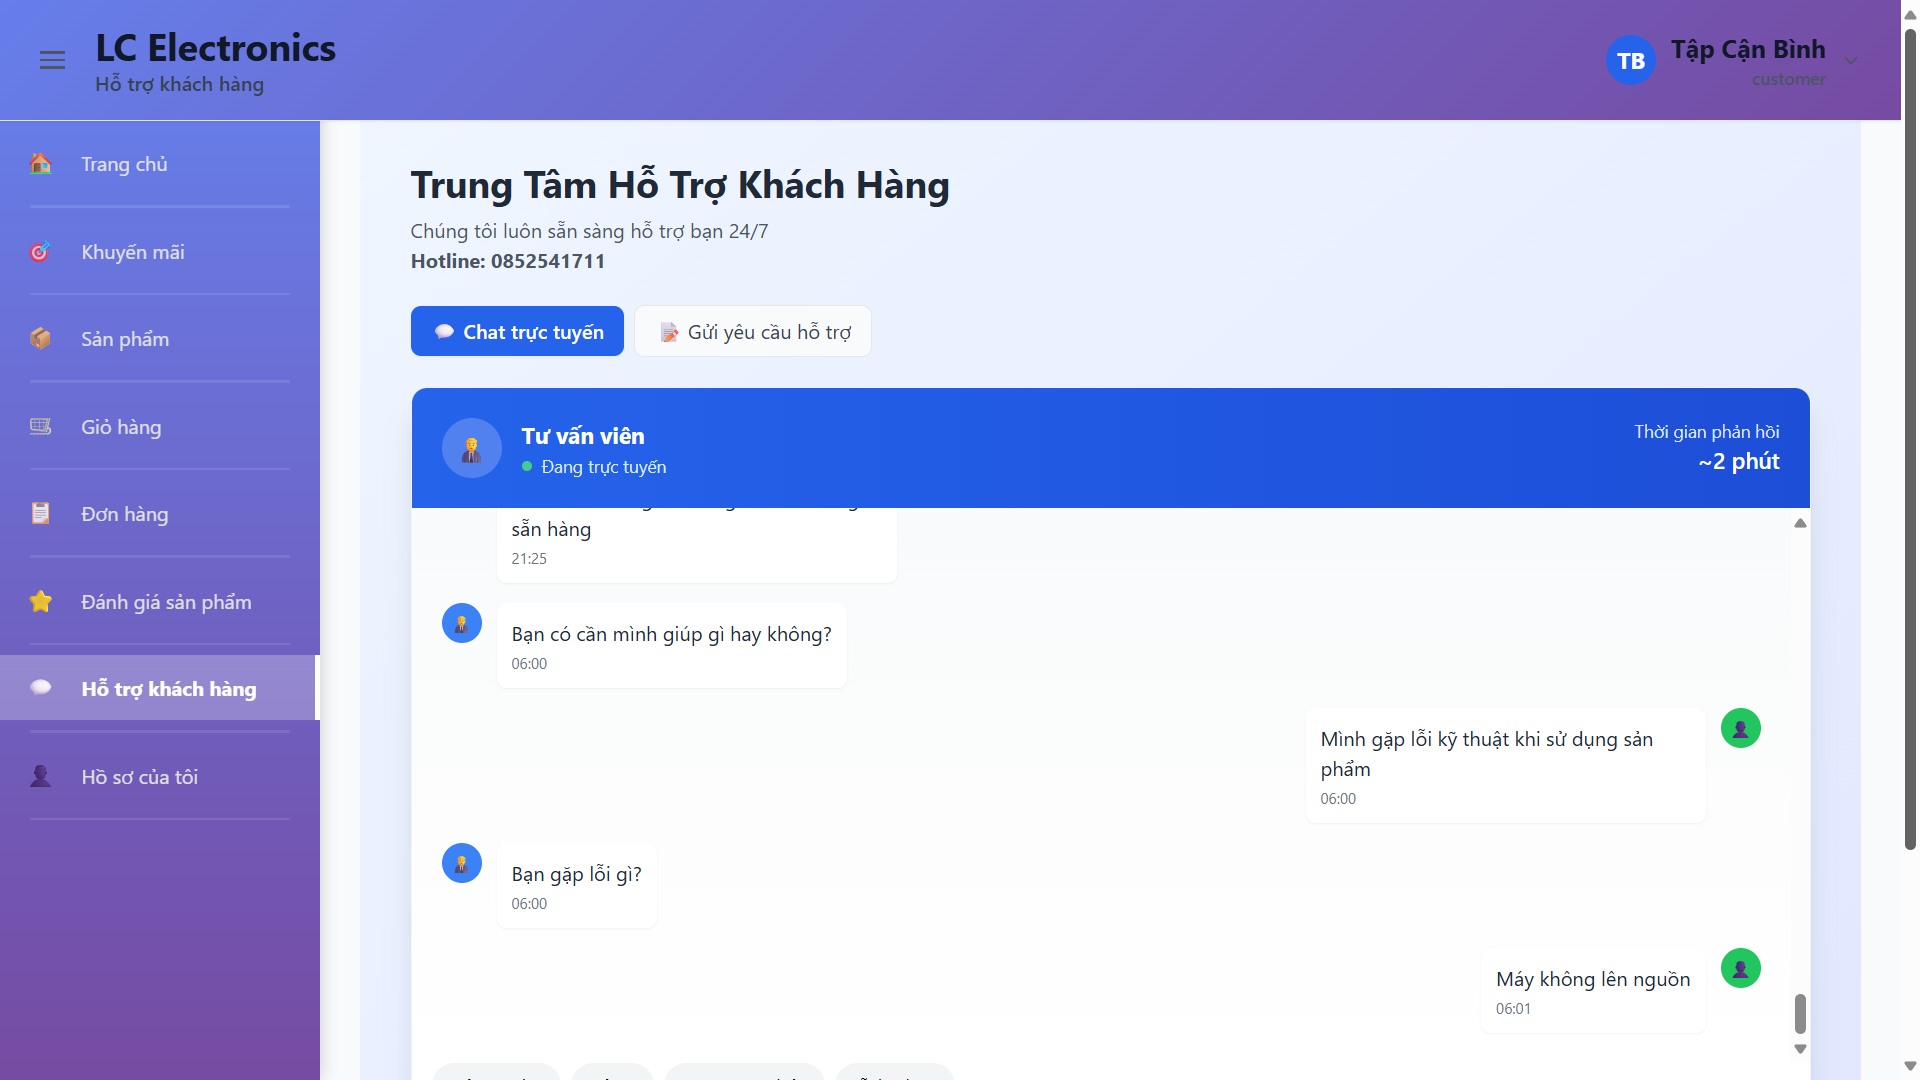 LC Electronics
Hỗ trợ khách hàng
TB
Tập Cận Bình
customer
Trang chủ
Khuyến mãi
Sản phẩm
Giỏ hàng
Đơn hàng
Đánh giá sản phẩm
Hỗ trợ khách hàng
Hồ sơ của tôi
Trung Tâm Hỗ Trợ Khách Hàng
Chúng tôi luôn sẵn sàng hỗ trợ bạn 24/7
Hotline: 0852541711
Chat trực tuyến
Gửi yêu cầu hỗ trợ
Tư vấn viên
Đang trực tuyến
Thời gian phản hồi
~2 phút
sẵn hàng
21:25
Bạn có cần mình giúp gì hay không?
06:00
Mình gặp lỗi kỹ thuật khi sử dụng sản
phẩm
06:00
Bạn gặp lỗi gì?
06:00
Máy không lên nguồn
06:01